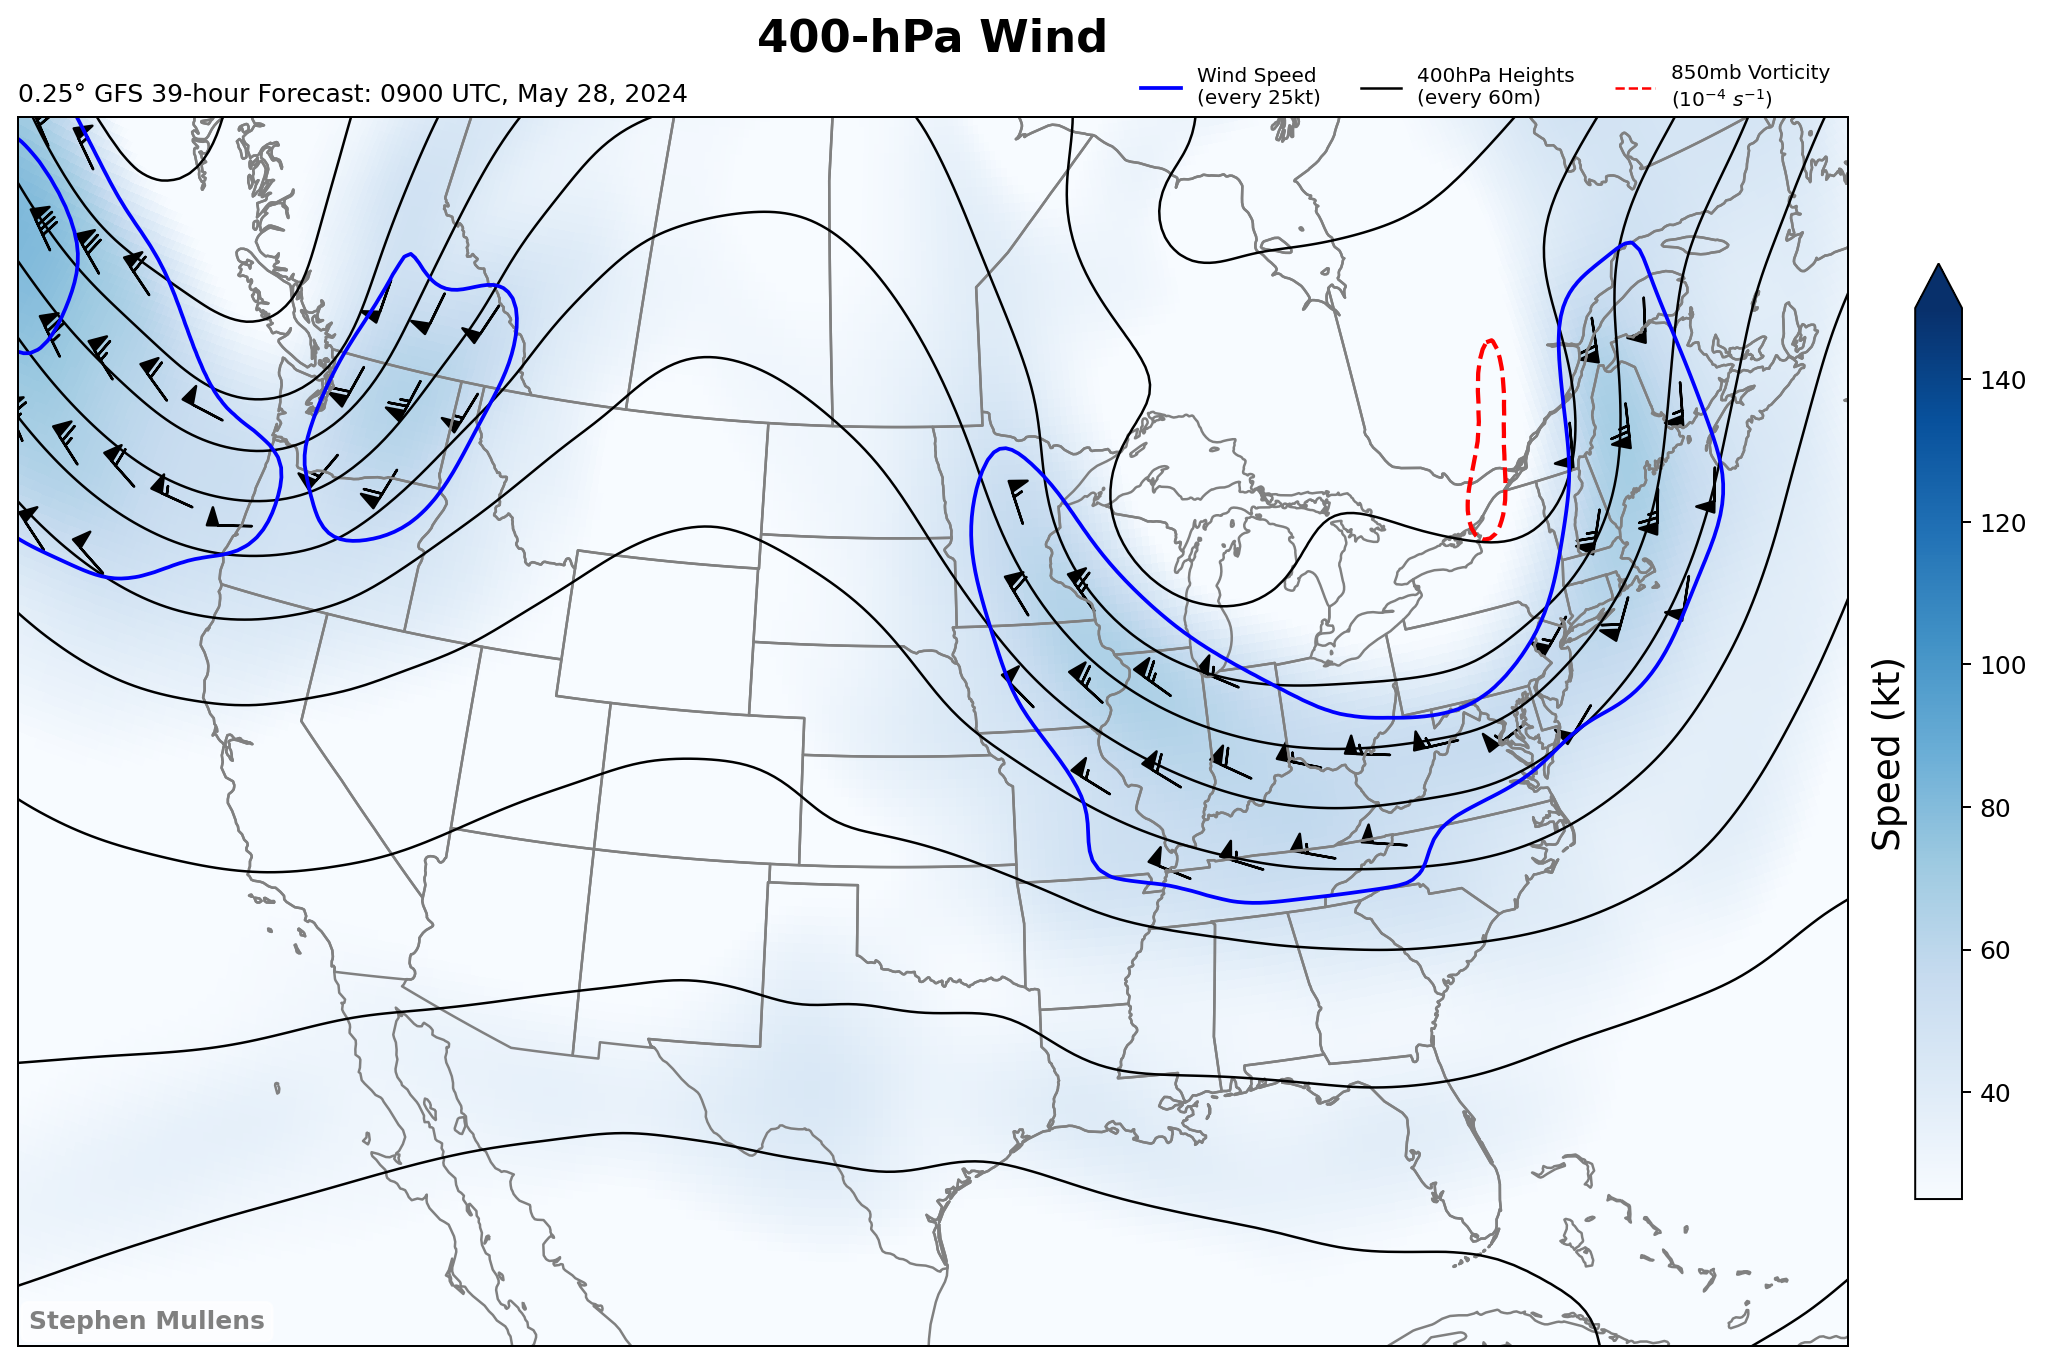 400-hPa Wind
0.25° GFS 39-hour Forecast: 0900 UTC, May 28, 2024
Wind Speed
(every 25kt)
400hPa Heights
(every 60m)
850mb Vorticity
(10⁻⁴ s⁻¹)
140
120
100
80
60
40
Speed (kt)
Stephen Mullens